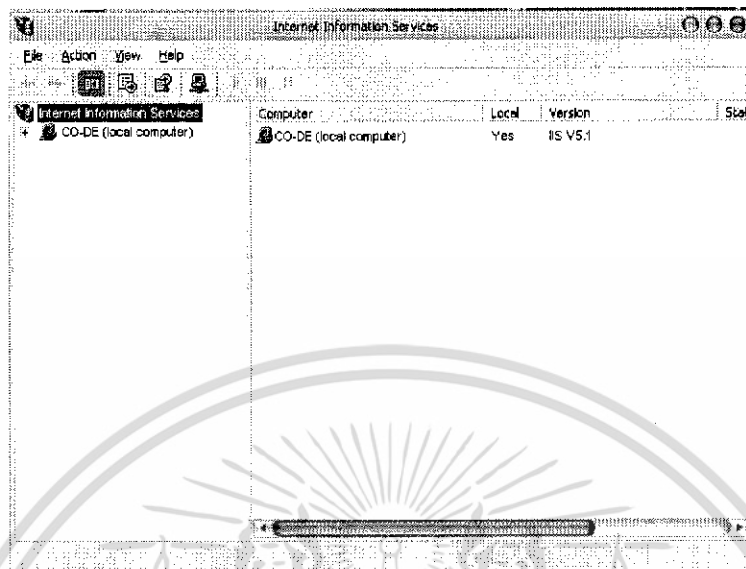 Internet Information Services
File Action View Help
Internet Information Services
CO-DE (local computer)
Computer Local Version
CO-DE (local computer) Yes IIS V5.1